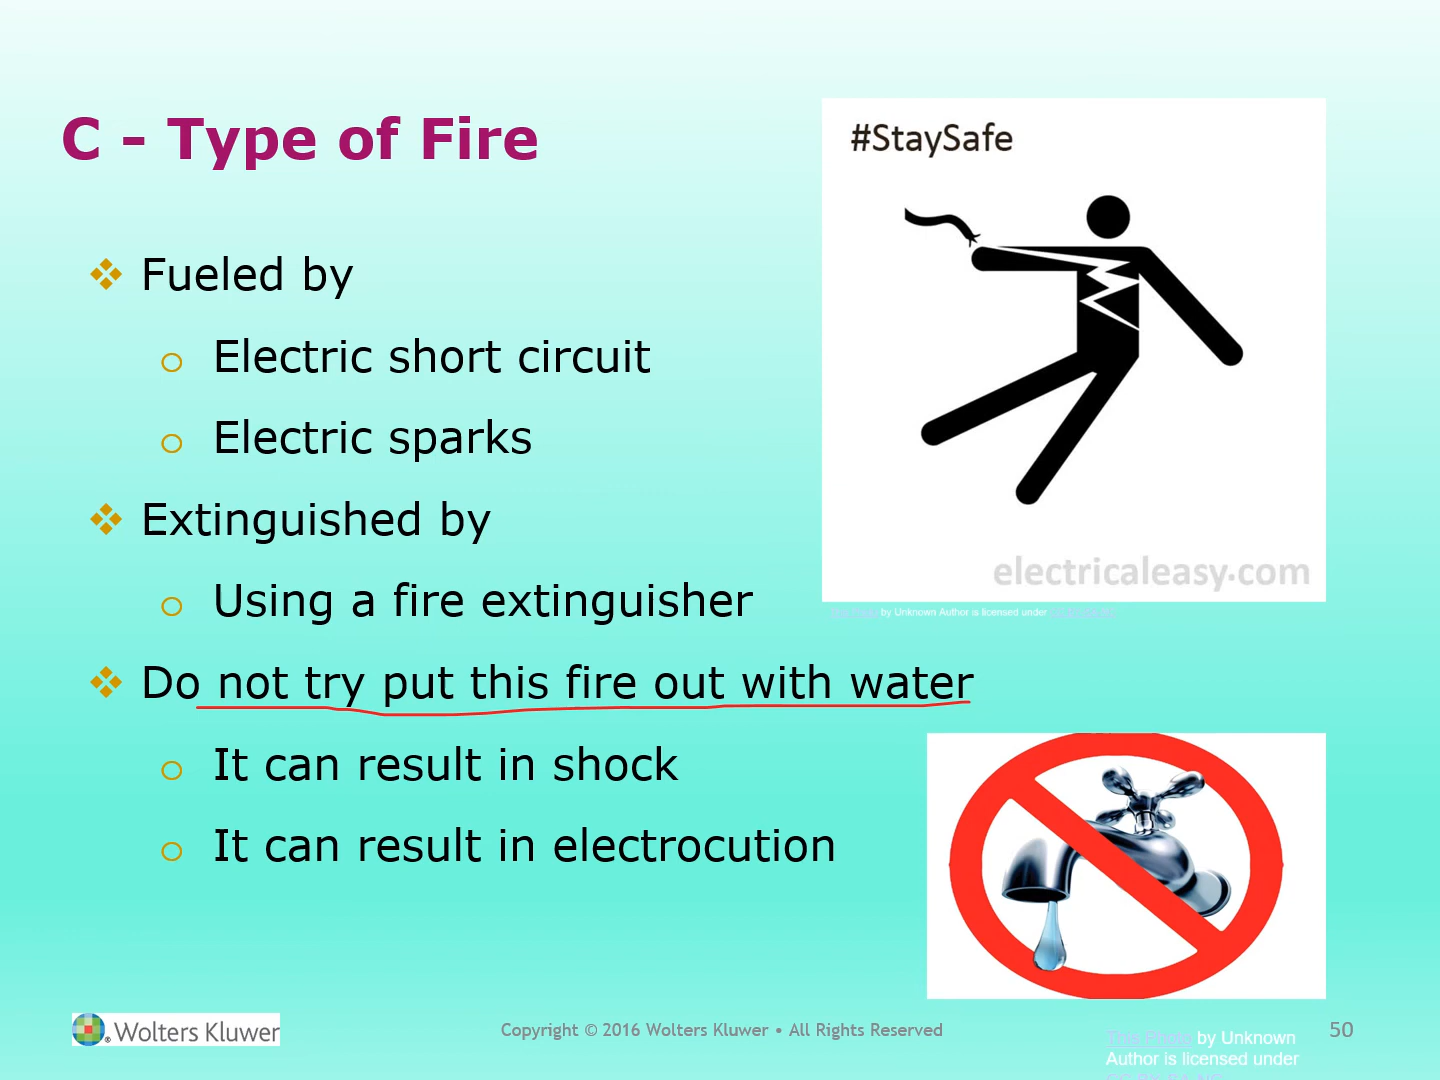 C - Type of Fire
#StaySafe
Fueled by
Electric short circuit
Electric sparks
Extinguished by
Using a fire extinguisher
electricaleasy.com
by Unknown Author is licensed under
Do not try put this fire out with water
It can result in shock
It can result in electrocution
Wolters Kluwer
Copyright © 2016 Wolters Kluwer • All Rights Reserved
This Photo by Unknown
Author is licensed under
50